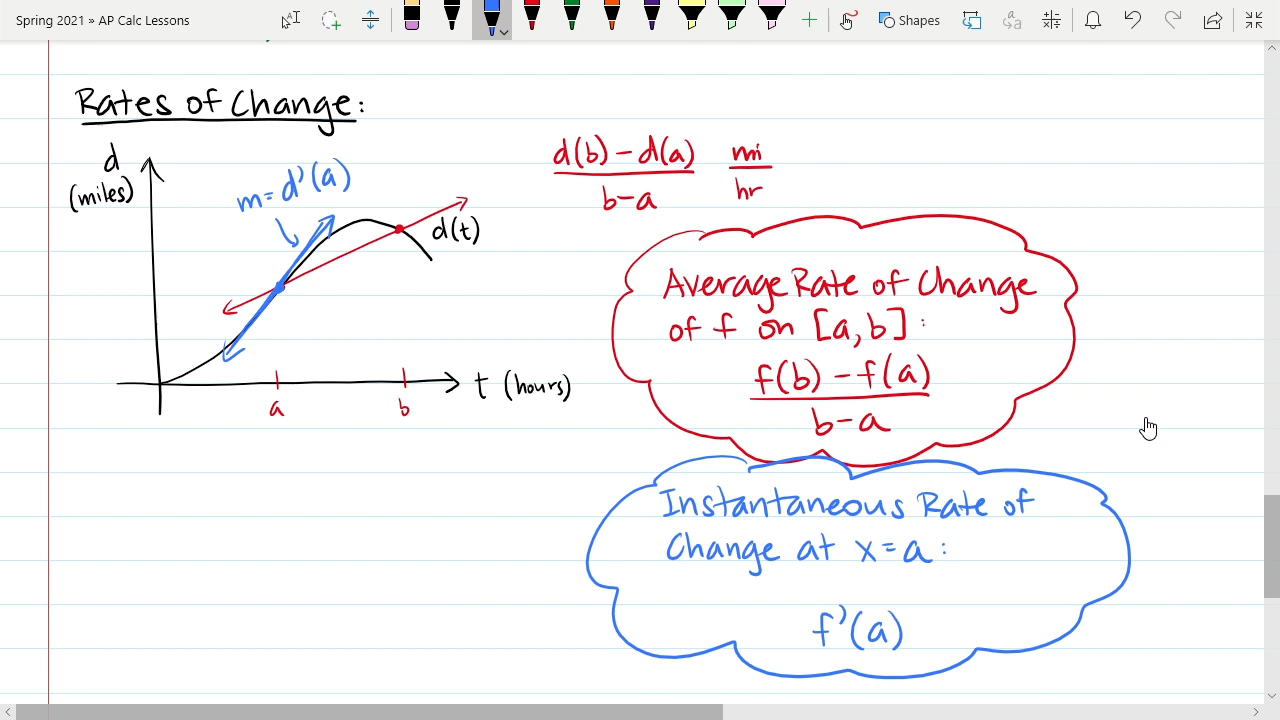 Spring 2021 » AP Calc Lessons
Shapes
Rates of Change:
d
(miles)
m = d'(a)
d(t)
a
b
t (hours)
d(b) - d(a)
b - a
mi
hr
Average Rate of Change
of f on [a, b]:
f(b) - f(a)
b - a
Instantaneous Rate of
Change at x = a:
f'(a)